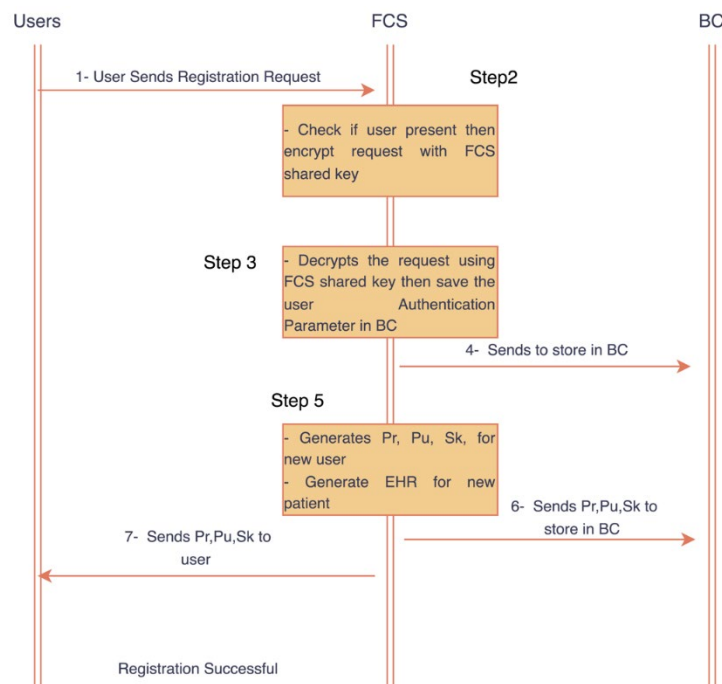 Users
FCS
BC
1- User Sends Registration Request
Step2
- Check if user present then
encrypt request with FCS
shared key
Step 3
- Decrypts the request using
FCS shared key then save the
user Authentication
Parameter in BC
4- Sends to store in BC
Step 5
- Generates Pr, Pu, Sk, for
new user
- Generate EHR for new
patient
6- Sends Pr,Pu,Sk to
store in BC
7- Sends Pr,Pu,Sk to
user
Registration Successful